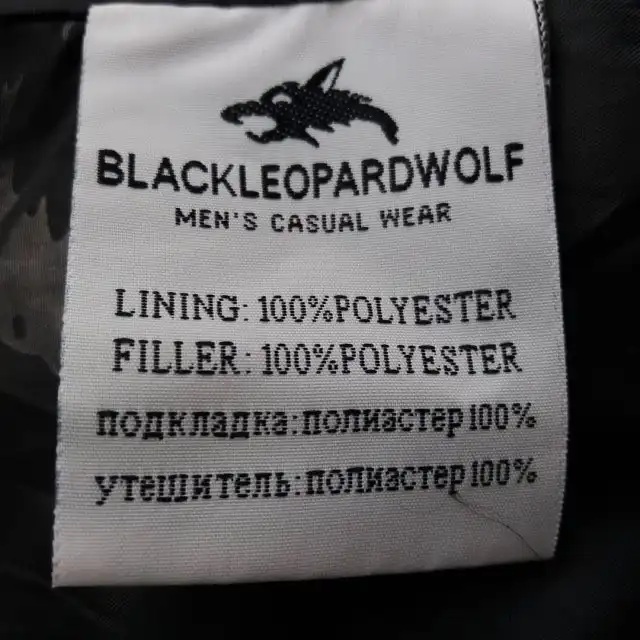 BLACKLEOPARDWOLF
MEN'S CASUAL WEAR
LINING: 100%POLYESTER
FILLER: 100%POLYESTER
подкладка:полиастер100%
утешитель:полиастер100%